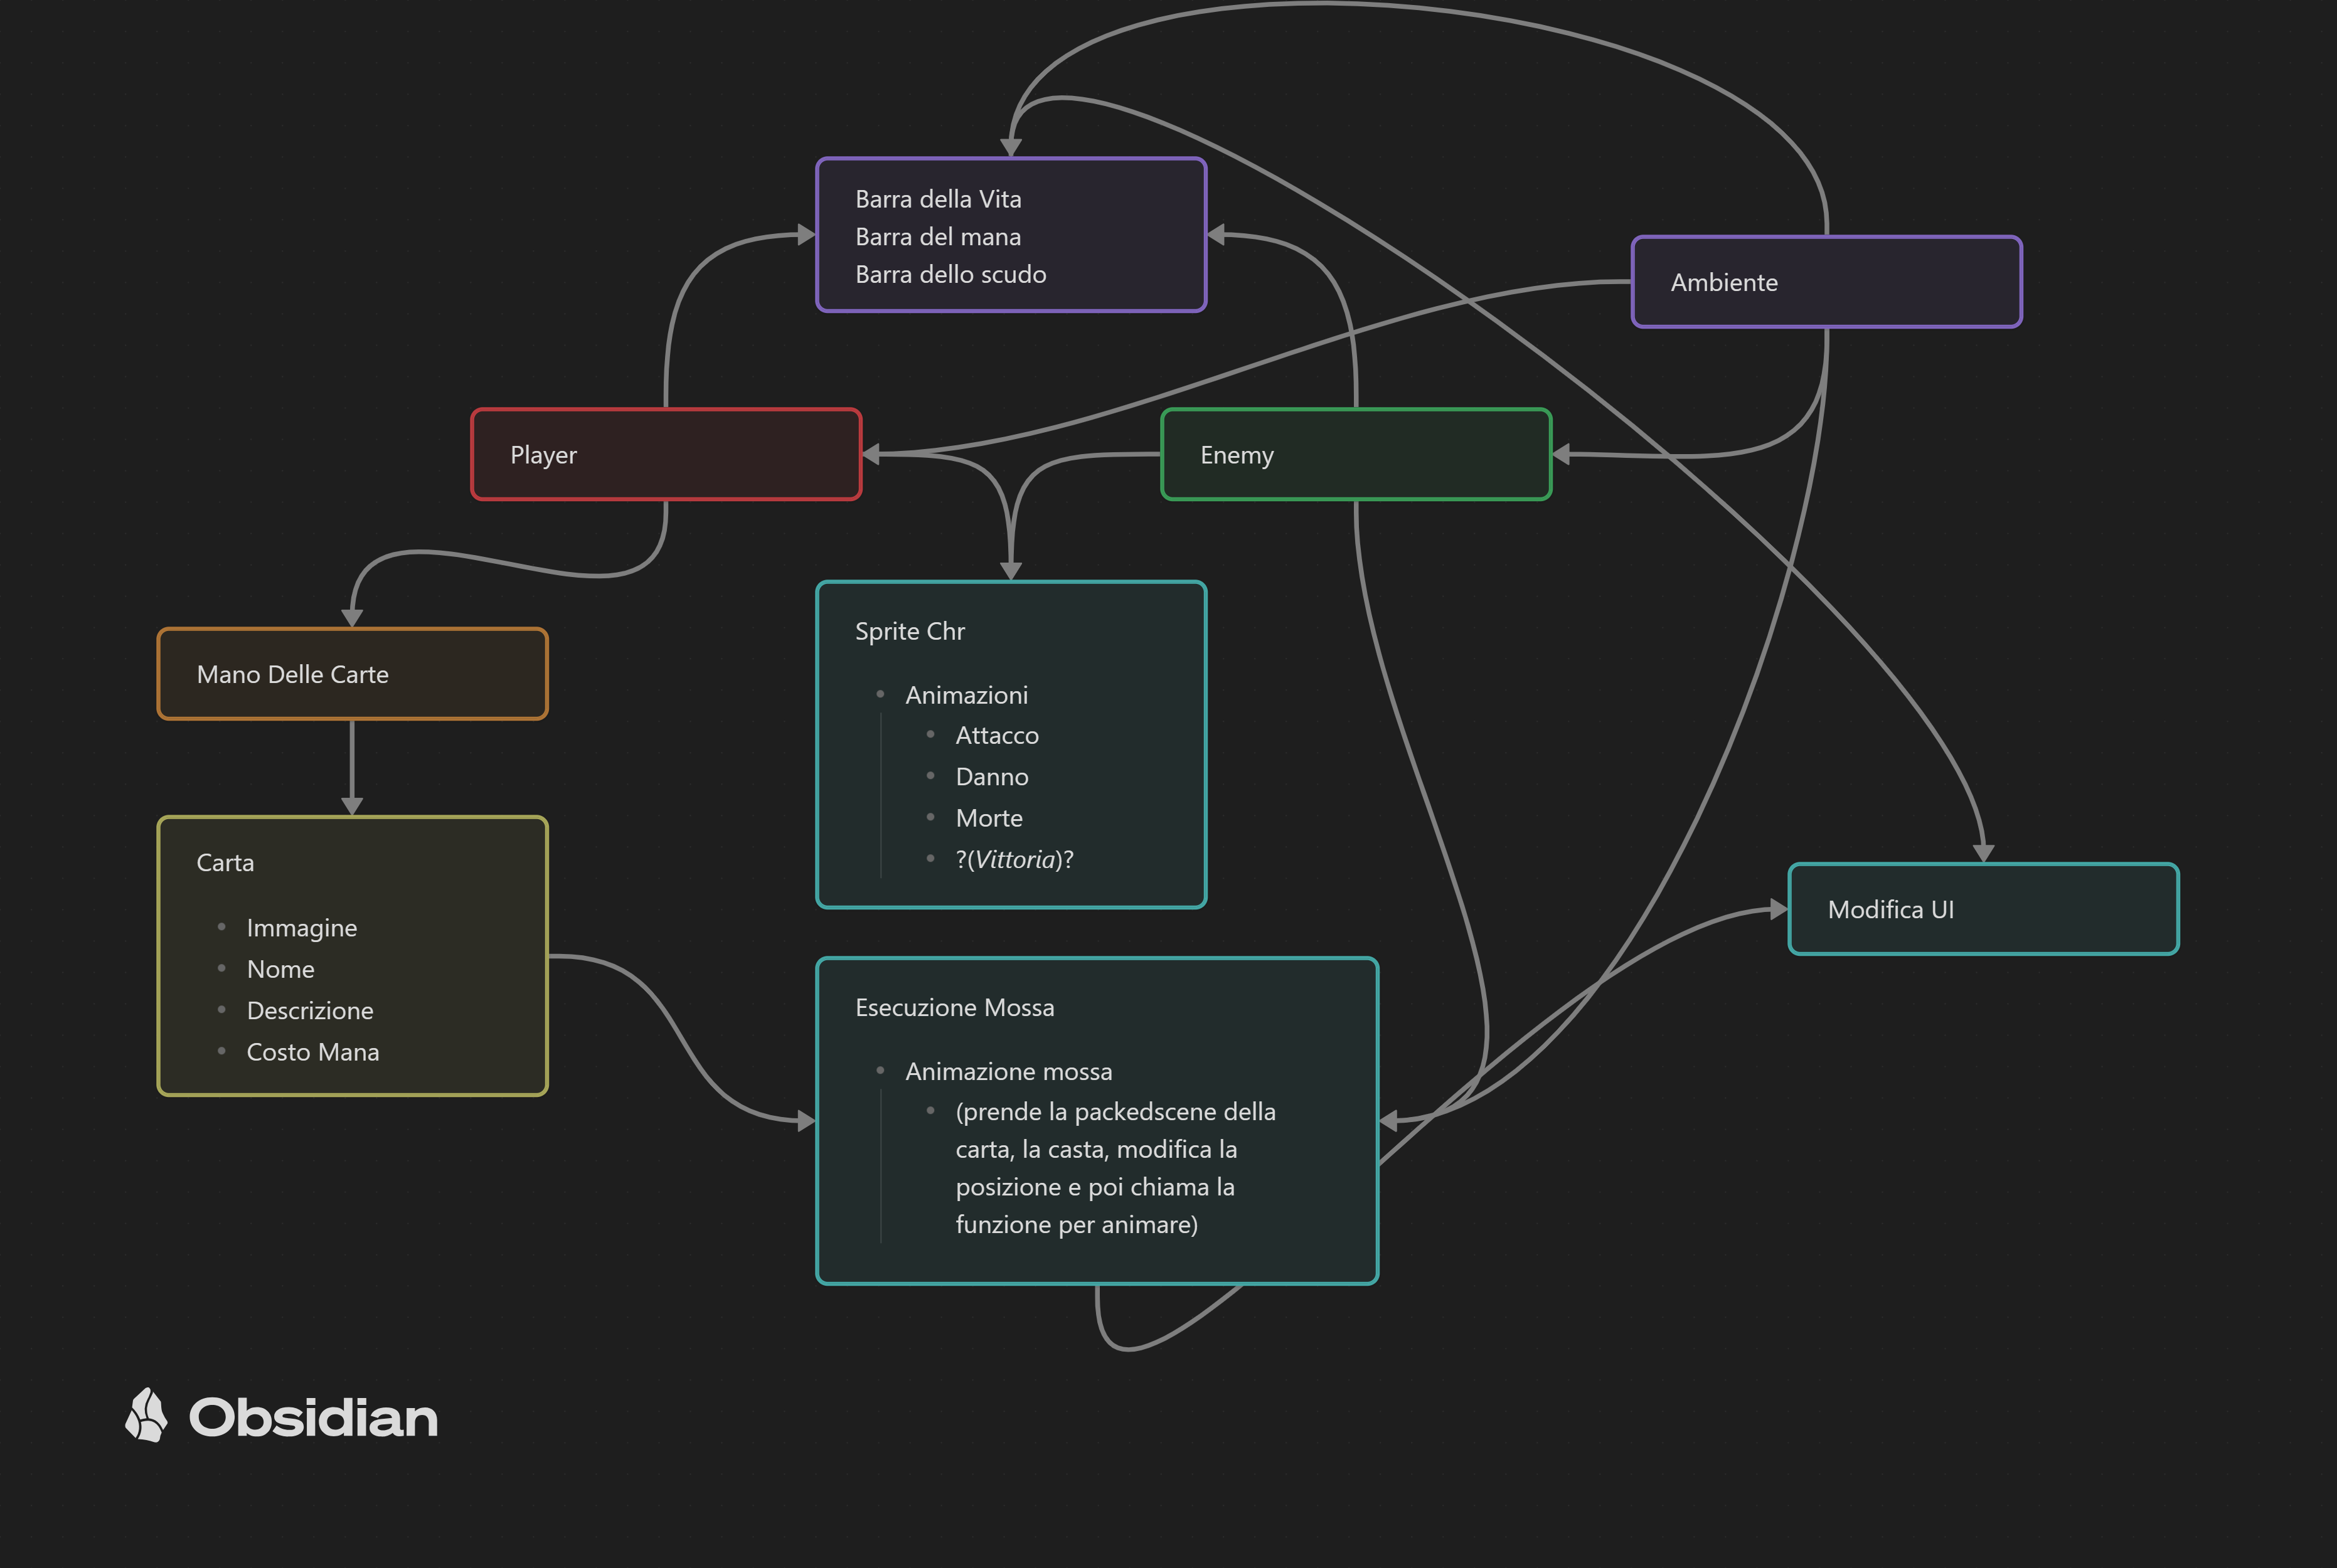 Barra della Vita
Barra del mana
Barra dello scudo
Ambiente
Player
Enemy
Mano Delle Carte
Sprite Chr
Animazioni
Attacco
Danno
Morte
?(Vittoria)?
Carta
Immagine
Nome
Descrizione
Costo Mana
Modifica UI
Esecuzione Mossa
Animazione mossa
(prende la packedscene della
carta, la casta, modifica la
posizione e poi chiama la
funzione per animare)
Obsidian